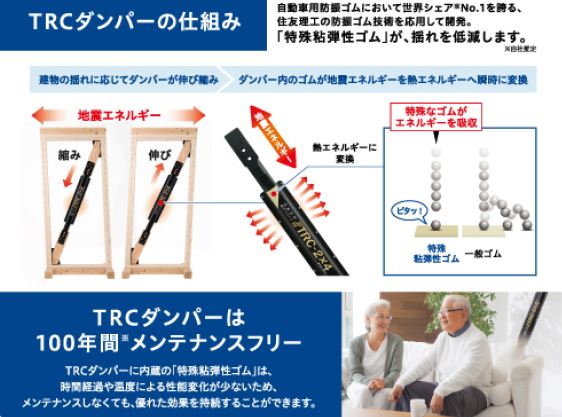 TRCダンパーの仕組み
自動車用防振ゴムにおいて世界シェア※No.1を誇る、
住友理工の防振ゴム技術を応用して開発。
「特殊粘弾性ゴム」が、揺れを低減します。
※自社推定
建物の揺れに応じてダンパーが伸び縮み
ダンパー内のゴムが地震エネルギーを熱エネルギーへ瞬時に変換
地震エネルギー
縮み
伸び
地震エネルギー
熱エネルギーに
変換
TRC-2×4
特殊なゴムが
エネルギーを吸収
ピタッ!
特殊
粘弾性ゴム
一般ゴム
TRCダンパーは
100年間※メンテナンスフリー
TRCダンパーに内蔵の「特殊粘弾性ゴム」は、
時間経過や温度による性能変化が少ないため、
メンテナンスしなくても、優れた効果を持続することができます。